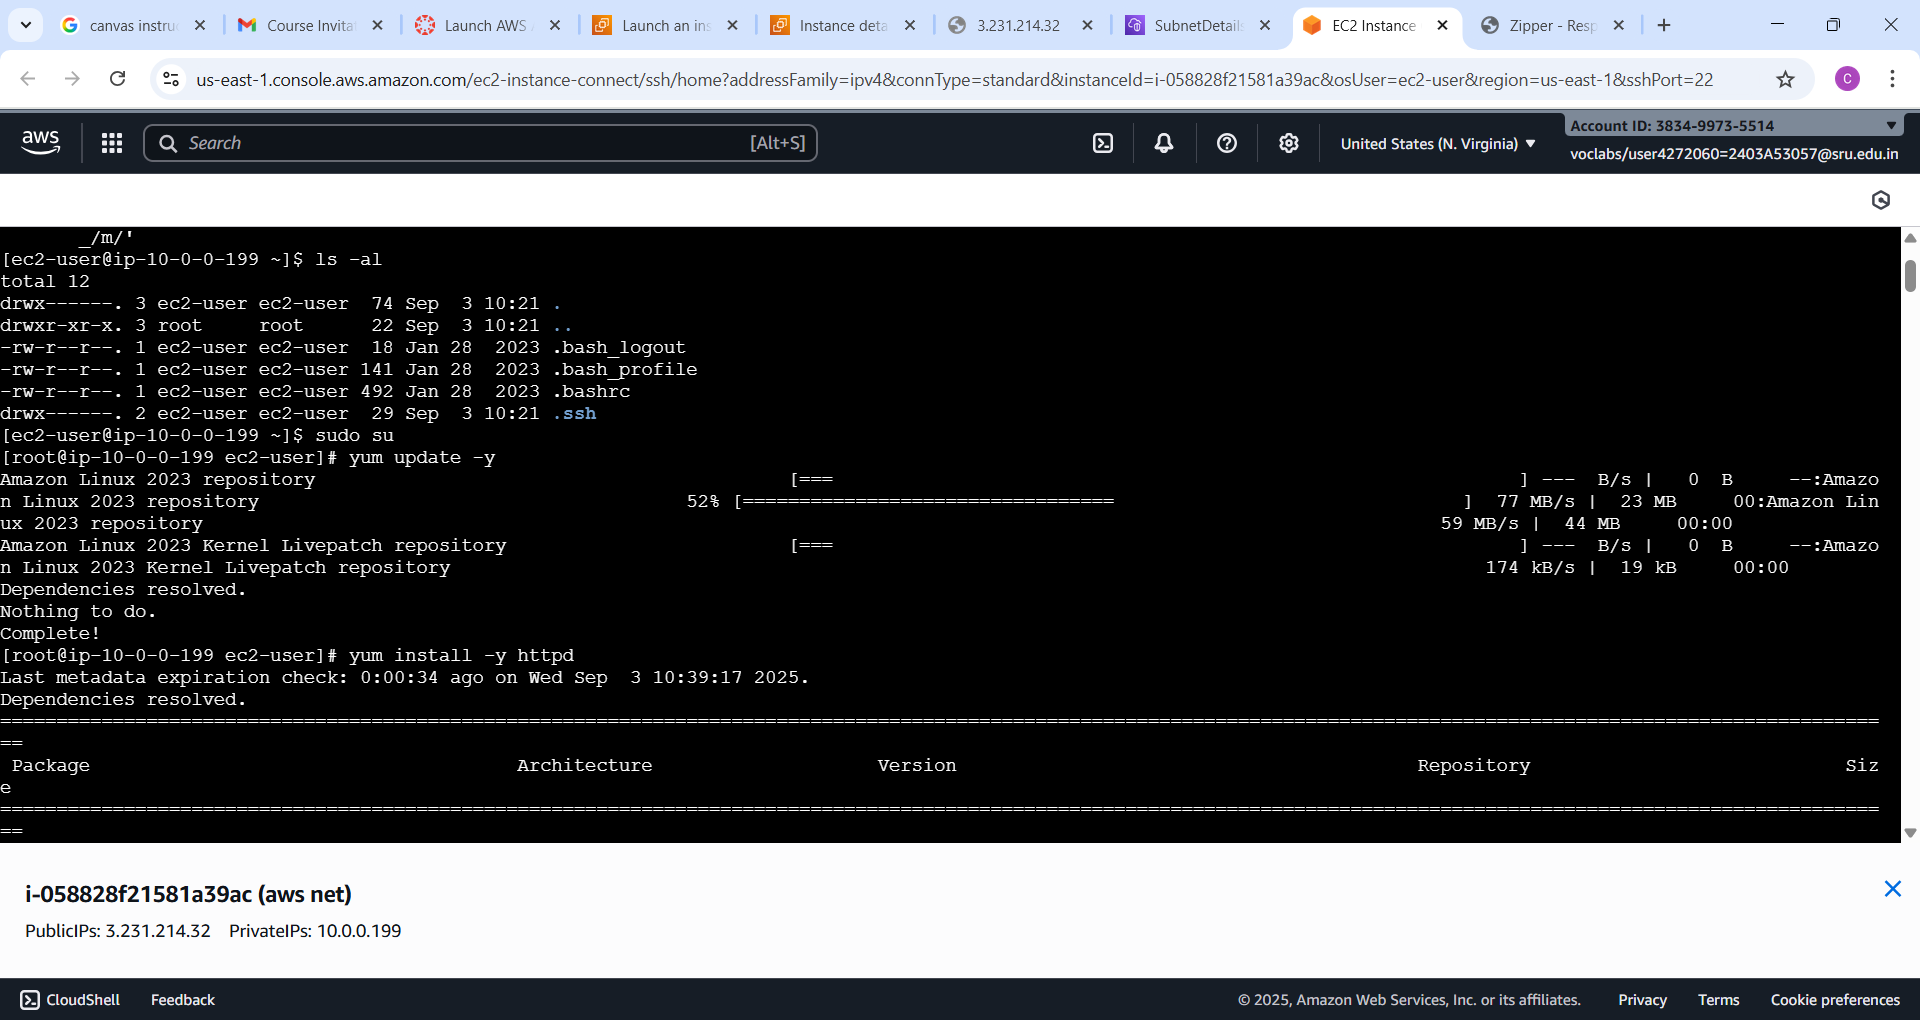 canvas instru
Course Invita
Launch AWS
Launch an ins
Instance deta
3.231.214.32
SubnetDetails
EC2 Instance
Zipper - Resp
us-east-1.console.aws.amazon.com/ec2-instance-connect/ssh/home?addressFamily=ipv4&connType=standard&instanceId=i-058828f21581a39ac&osUser=ec2-user&region=us-east-1&sshPort=22
C
aws
Search
[Alt+S]
United States (N. Virginia)
Account ID: 3834-9973-5514
voclabs/user4272060=2403A53057@sru.edu.in
_/m/'
[ec2-user@ip-10-0-0-199 ~]$ ls -al
total 12
drwx------. 3 ec2-user ec2-user  74 Sep  3 10:21 .
drwxr-xr-x. 3 root     root      22 Sep  3 10:21 ..
-rw-r--r--. 1 ec2-user ec2-user  18 Jan 28  2023 .bash_logout
-rw-r--r--. 1 ec2-user ec2-user 141 Jan 28  2023 .bash_profile
-rw-r--r--. 1 ec2-user ec2-user 492 Jan 28  2023 .bashrc
drwx------. 2 ec2-user ec2-user  29 Sep  3 10:21 .ssh
[ec2-user@ip-10-0-0-199 ~]$ sudo su
[root@ip-10-0-0-199 ec2-user]# yum update -y
Amazon Linux 2023 repository [=== ] --- B/s | 0 B --:Amazo
n Linux 2023 repository 52% [================================= ] 77 MB/s | 23 MB 00:Amazon Lin
ux 2023 repository 59 MB/s | 44 MB 00:00
Amazon Linux 2023 Kernel Livepatch repository [=== ] --- B/s | 0 B --:Amazo
n Linux 2023 Kernel Livepatch repository 174 kB/s | 19 kB 00:00
Dependencies resolved.
Nothing to do.
Complete!
[root@ip-10-0-0-199 ec2-user]# yum install -y httpd
Last metadata expiration check: 0:00:34 ago on Wed Sep  3 10:39:17 2025.
Dependencies resolved.
=======================================================================================================================================================================
==
Package Architecture Version Repository Siz
e
=======================================================================================================================================================================
==
i-058828f21581a39ac (aws net)
PublicIPs: 3.231.214.32 PrivateIPs: 10.0.0.199
CloudShell Feedback © 2025, Amazon Web Services, Inc. or its affiliates. Privacy Terms Cookie preferences